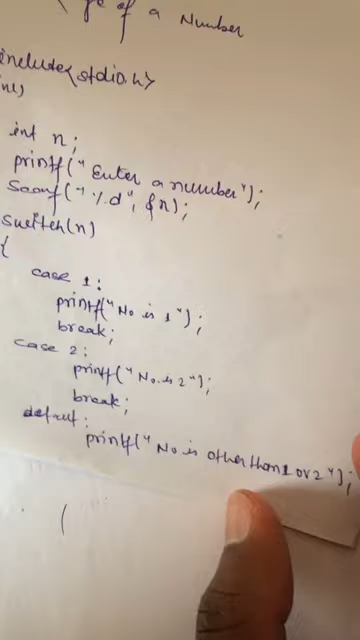 of a Number
include<stdio.h>
int n;
printf("Enter a number");
Scanf("%d", &n);
switch(n)
{
case 1:
printf("No is 1");
break;
case 2:
printf("No. is 2");
break;
default:
printf("No is other than 1 or 2");